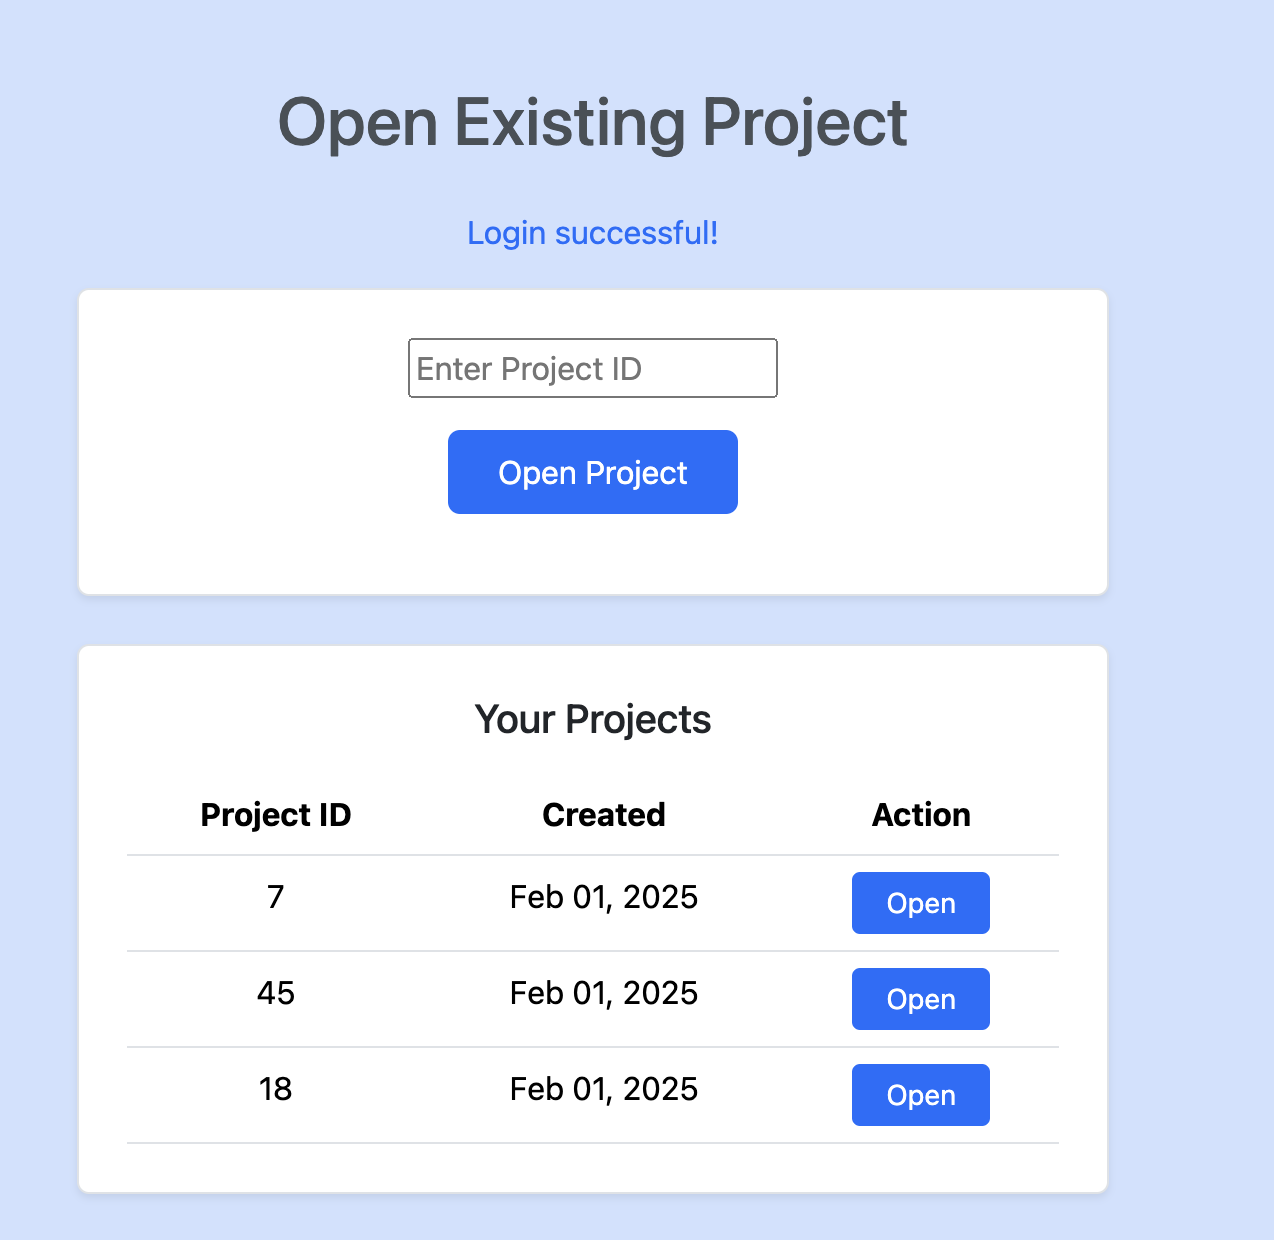 Open Existing Project
Login successful!
Enter Project ID
Open Project
Your Projects
Project ID Created Action
7 Feb 01, 2025 Open
45 Feb 01, 2025 Open
18 Feb 01, 2025 Open